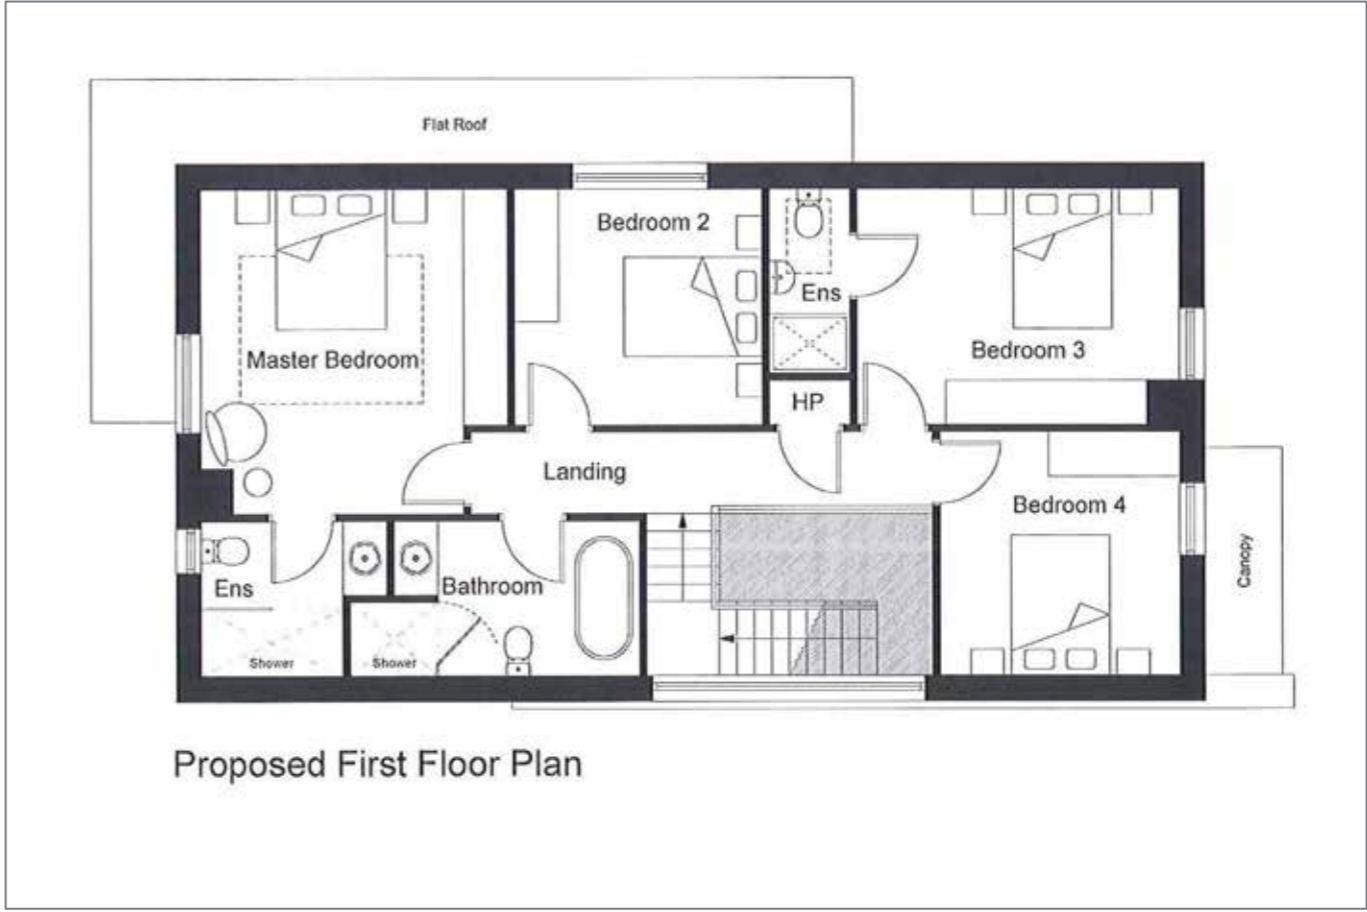 Flat Roof
Bedroom 2
Ens
Master Bedroom
Bedroom 3
HP
Landing
Bedroom 4
Canopy
Ens
Bathroom
Shower
Shower
Proposed First Floor Plan